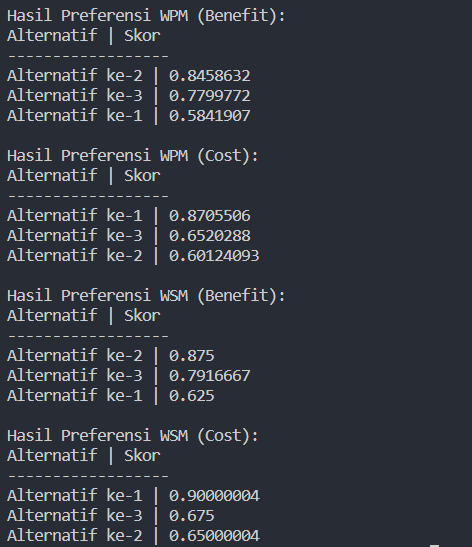 Hasil Preferensi WPM (Benefit):
Alternatif | Skor
------------------
Alternatif ke-2 | 0.8458632
Alternatif ke-3 | 0.7799772
Alternatif ke-1 | 0.5841907

Hasil Preferensi WPM (Cost):
Alternatif | Skor
------------------
Alternatif ke-1 | 0.8705506
Alternatif ke-3 | 0.6520288
Alternatif ke-2 | 0.60124093

Hasil Preferensi WSM (Benefit):
Alternatif | Skor
------------------
Alternatif ke-2 | 0.875
Alternatif ke-3 | 0.7916667
Alternatif ke-1 | 0.625

Hasil Preferensi WSM (Cost):
Alternatif | Skor
------------------
Alternatif ke-1 | 0.90000004
Alternatif ke-3 | 0.675
Alternatif ke-2 | 0.65000004